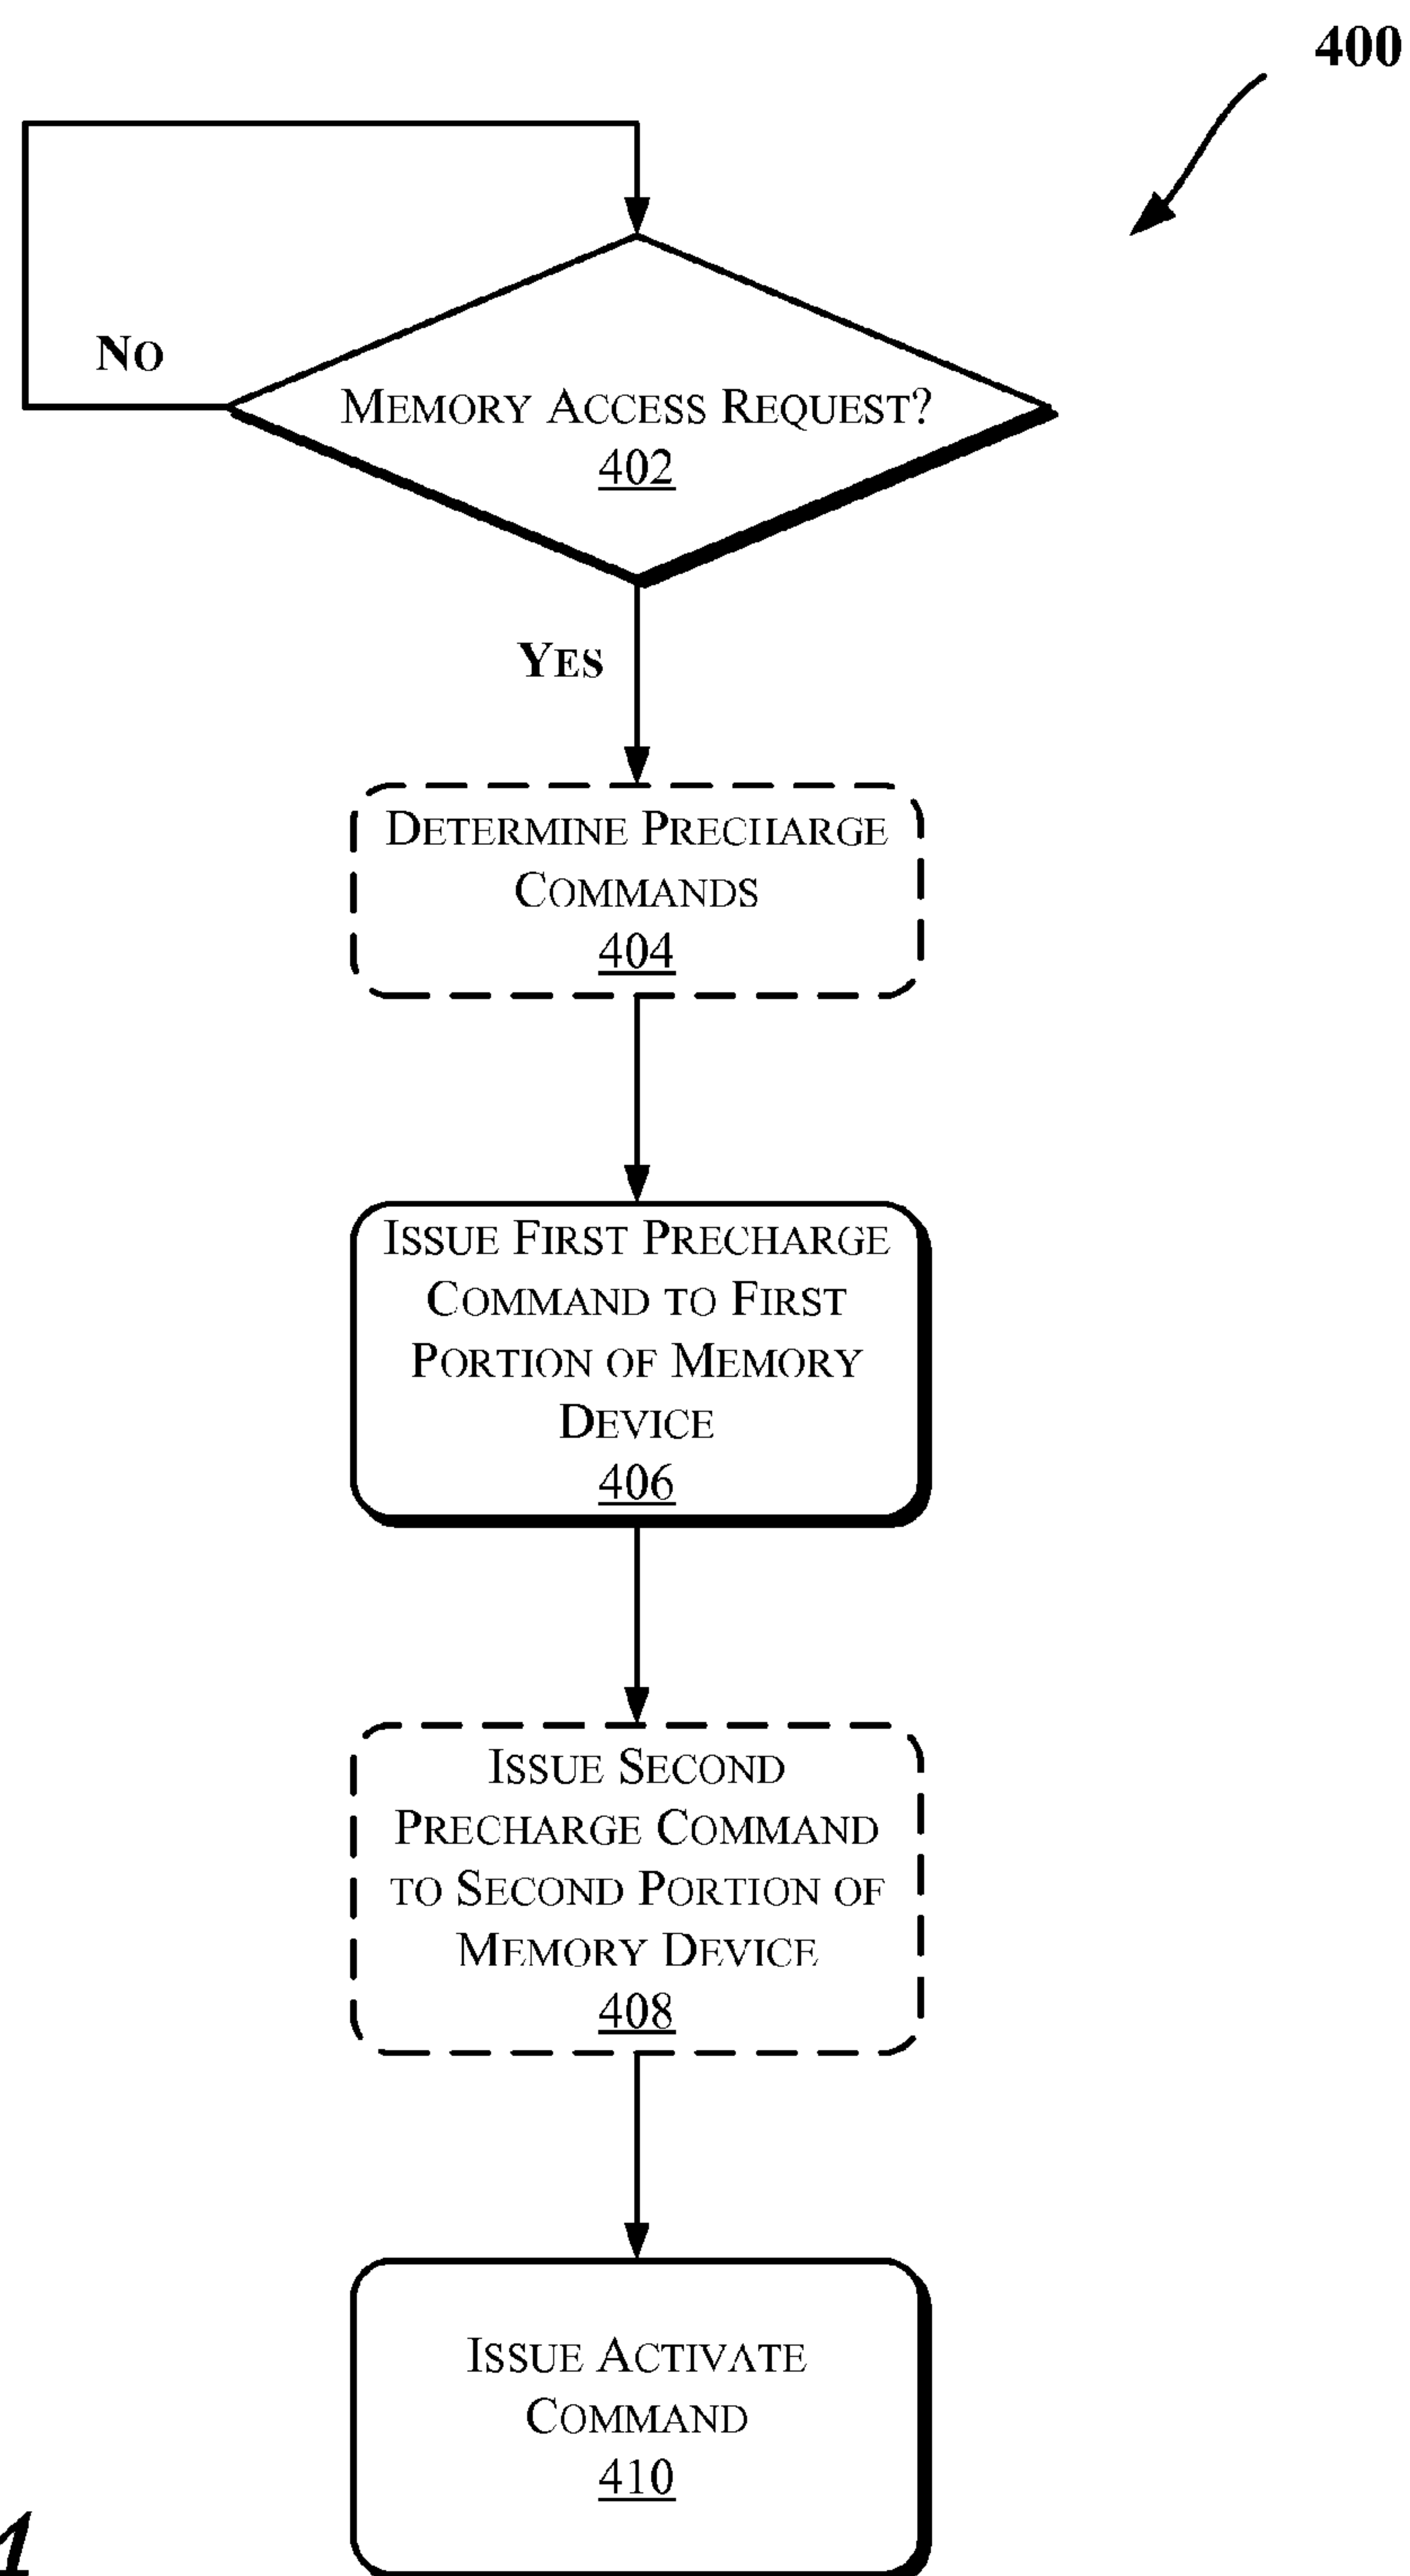 400
NO
MEMORY ACCESS REQUEST?
402
YES
DETERMINE PRECHARGE
COMMANDS
404
ISSUE FIRST PRECHARGE
COMMAND TO FIRST
PORTION OF MEMORY
DEVICE
406
ISSUE SECOND
PRECHARGE COMMAND
TO SECOND PORTION OF
MEMORY DEVICE
408
ISSUE ACTIVATE
COMMAND
410